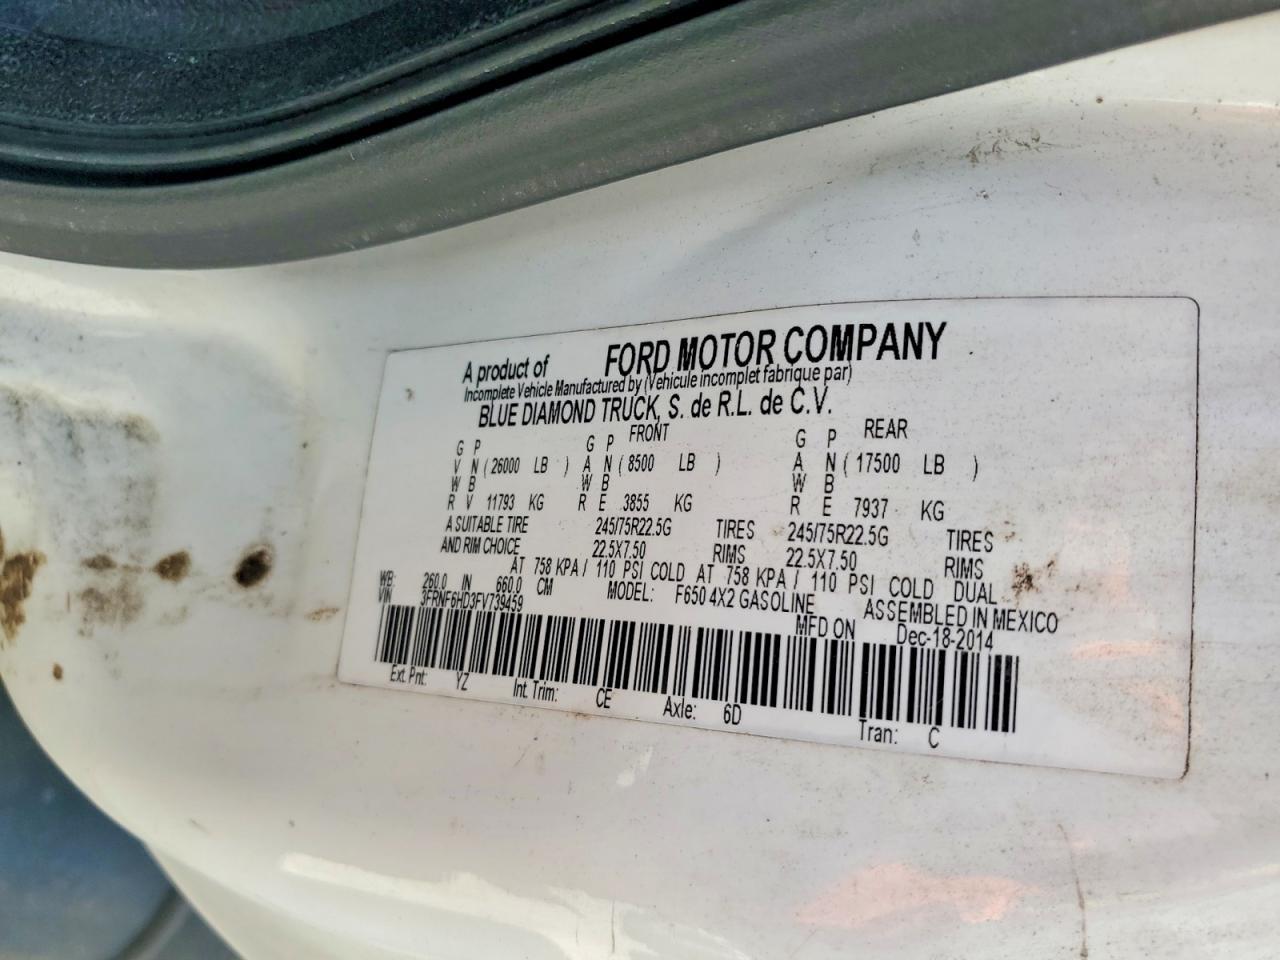 A product of FORD MOTOR COMPANY
Incomplete Vehicle Manufactured by (Vehicule incomplet fabrique par)
BLUE DIAMOND TRUCK, S. de R.L. de C.V.
FRONT REAR
G P G P G P
V N ( 26000 LB ) A N ( 8500 LB ) A N ( 17500 LB )
W B W B W B
R V 11793 KG R E 3855 KG R E 7937 KG
A SUITABLE TIRE 245/75R22.5G TIRES 245/75R22.5G TIRES
AND RIM CHOICE 22.5X7.50 RIMS 22.5X7.50 RIMS
AT 758 KPA / 110 PSI COLD AT 758 KPA / 110 PSI COLD DUAL
WB: 260.0 IN 660.0 CM MODEL: F650 4X2 GASOLINE ASSEMBLED IN MEXICO
VIN: 3FRNF6HD3FV739459 MFD ON Dec-18-2014
Ext. Pnt: YZ Int. Trim: CE Axle: 6D Tran: C